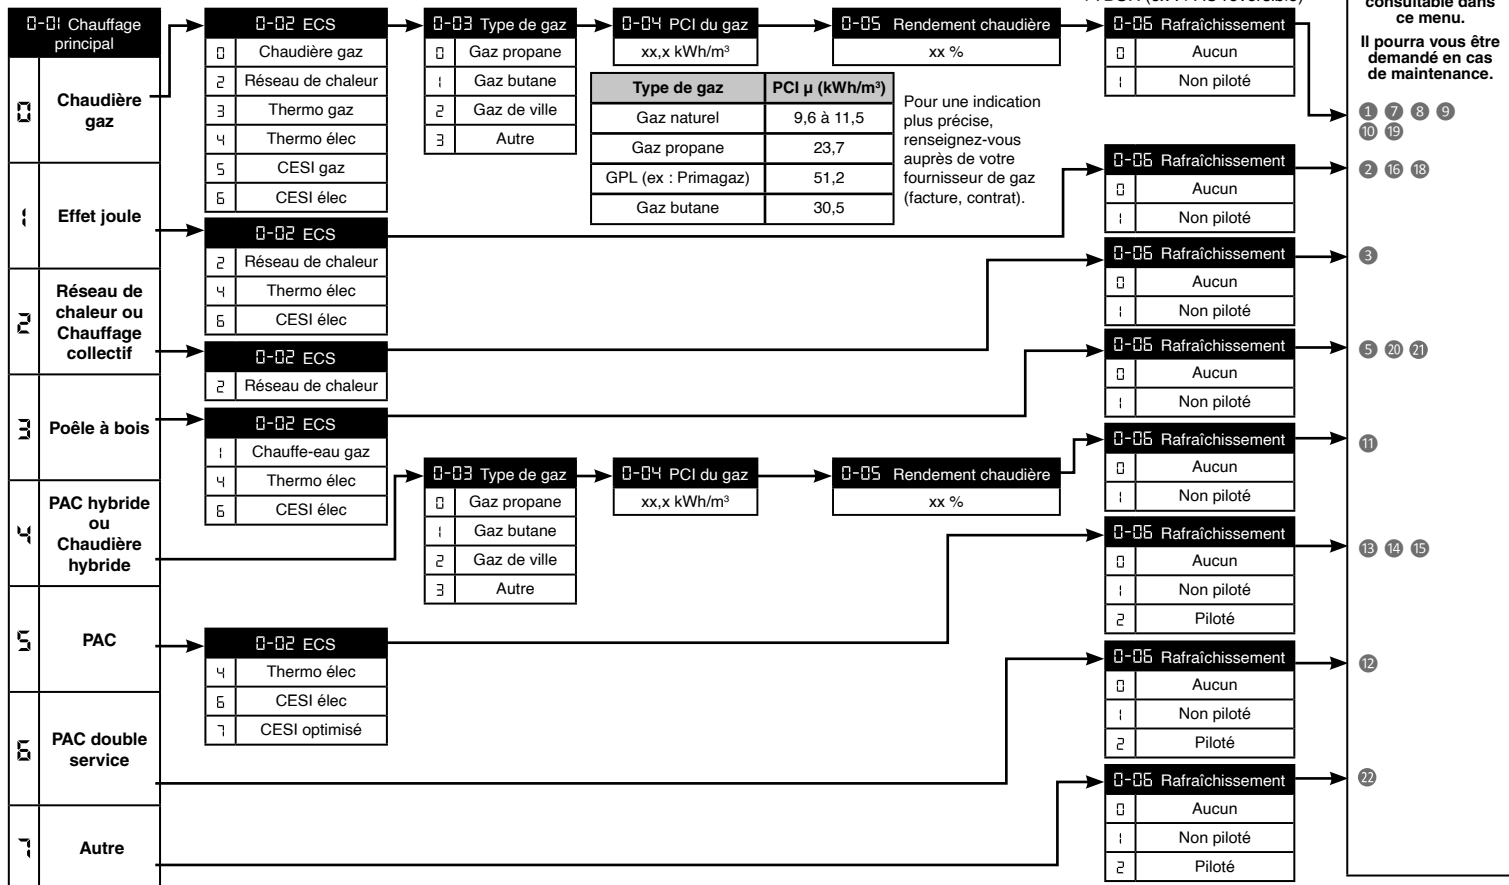 0-01 Chauffage
principal
0 Chaudière
gaz
1 Effet joule
2 Réseau de
chaleur ou
Chauffage
collectif
3 Poêle à bois
4 PAC hybride
ou
Chaudière
hybride
5 PAC
6 PAC double
service
7 Autre
0-02 ECS
0 Chaudière gaz
2 Réseau de chaleur
3 Thermo gaz
4 Thermo élec
5 CESI gaz
6 CESI élec
0-03 Type de gaz
0 Gaz propane
1 Gaz butane
2 Gaz de ville
3 Autre
0-04 PCI du gaz
xx,x kWh/m³
0-05 Rendement chaudière
xx %
Type de gaz PCI µ (kWh/m³)
Gaz naturel 9,6 à 11,5
Gaz propane 23,7
GPL (ex : Primagaz) 51,2
Gaz butane 30,5
Pour une indication
plus précise,
renseignez-vous
auprès de votre
fournisseur de gaz
(facture, contrat).
0-06 Rafraîchissement
0 Aucun
1 Non piloté
consultable dans
ce menu.
Il pourra vous être
demandé en cas
de maintenance.
1 7 8 9
10 19
0-02 ECS
2 Réseau de chaleur
4 Thermo élec
6 CESI élec
0-06 Rafraîchissement
0 Aucun
1 Non piloté
2 16 18
0-02 ECS
2 Réseau de chaleur
0-06 Rafraîchissement
0 Aucun
1 Non piloté
3
0-02 ECS
1 Chauffe-eau gaz
4 Thermo élec
6 CESI élec
0-06 Rafraîchissement
0 Aucun
1 Non piloté
5 20 21
0-03 Type de gaz
0 Gaz propane
1 Gaz butane
2 Gaz de ville
3 Autre
0-04 PCI du gaz
xx,x kWh/m³
0-05 Rendement chaudière
xx %
0-06 Rafraîchissement
0 Aucun
1 Non piloté
11
0-02 ECS
4 Thermo élec
6 CESI élec
7 CESI optimisé
0-06 Rafraîchissement
0 Aucun
1 Non piloté
2 Piloté
13 14 15
0-06 Rafraîchissement
0 Aucun
1 Non piloté
2 Piloté
12
0-06 Rafraîchissement
0 Aucun
1 Non piloté
2 Piloté
22